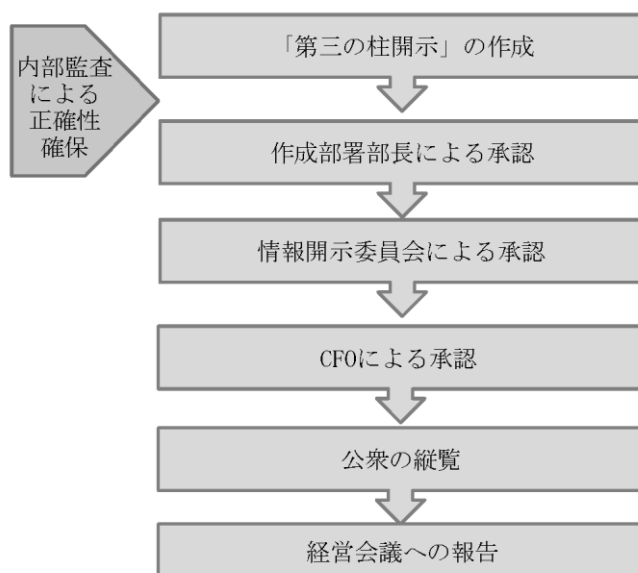 「第三の柱開示」の作成
内部監査
による
正確性
確保
作成部署部長による承認
情報開示委員会による承認
CFOによる承認
公衆の縦覧
経営会議への報告